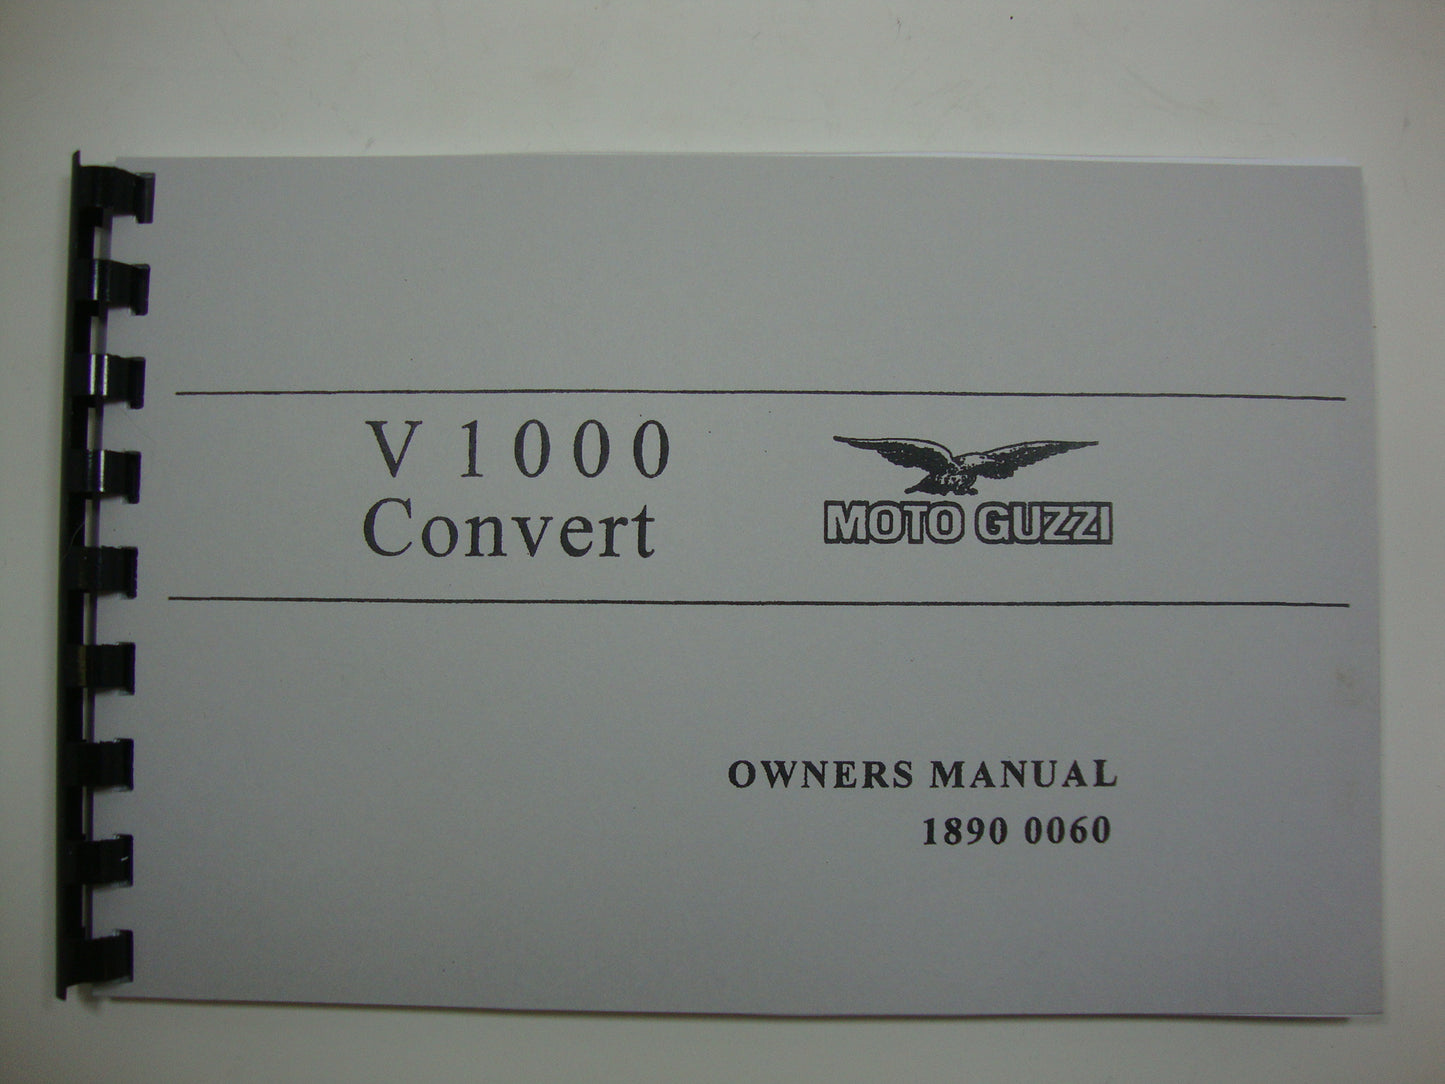 V 1000
Convert
MOTO GUZZI
OWNERS MANUAL
1890 0060